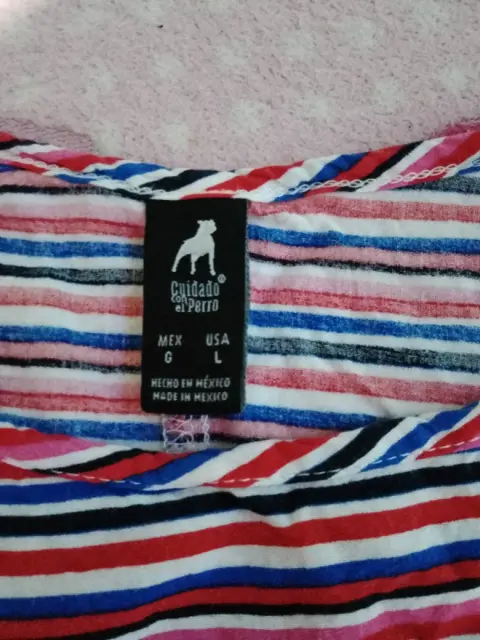 Cuidado®
con
el Perro
MEX USA
G L
HECHO EN MÉXICO
MADE IN MEXICO